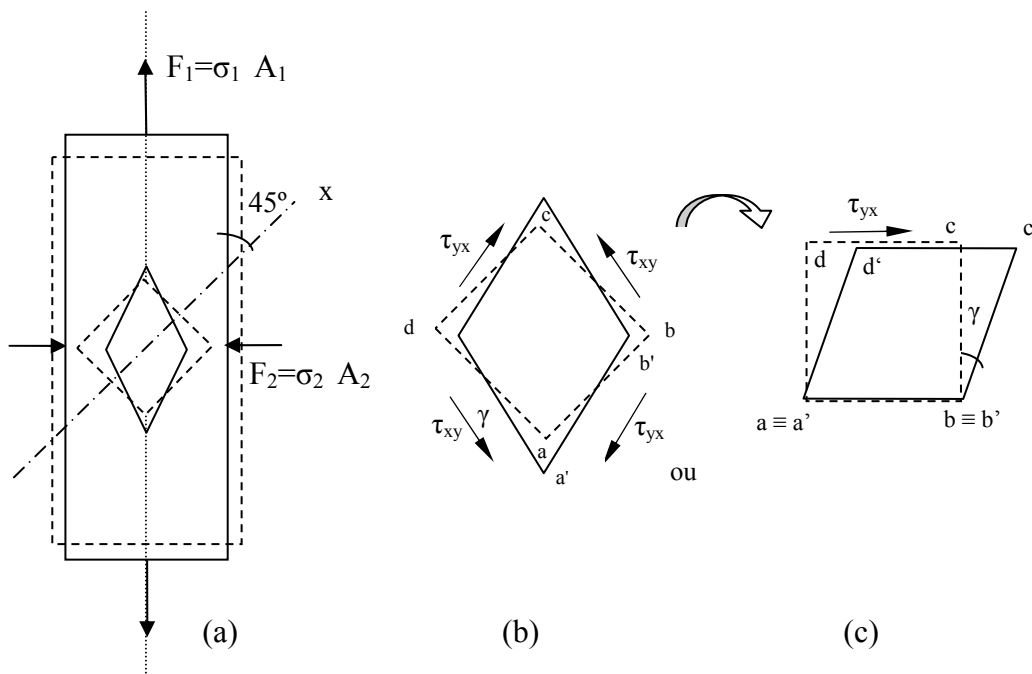 F₁=σ₁ A₁
45º
x
F₂=σ₂ A₂
(a)
c
τyx
τxy
d
b
b'
τxy
γ
τyx
a
a'
ou
(b)
τyx
c
c
d
d‘
γ
a ≡ a’
b ≡ b’
(c)